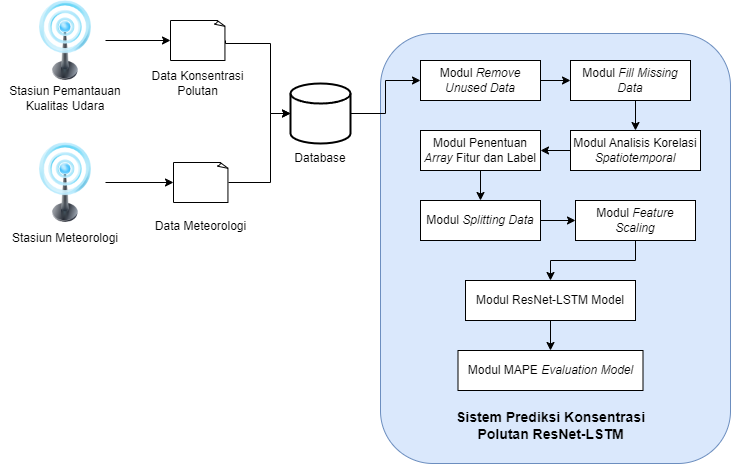 Stasiun Pemantauan
Kualitas Udara
Data Konsentrasi
Polutan
Stasiun Meteorologi
Data Meteorologi
Database
Modul Remove
Unused Data
Modul Fill Missing
Data
Modul Analisis Korelasi
Spatiotemporal
Modul Penentuan
Array Fitur dan Label
Modul Splitting Data
Modul Feature
Scaling
Modul ResNet-LSTM Model
Modul MAPE Evaluation Model
Sistem Prediksi Konsentrasi
Polutan ResNet-LSTM